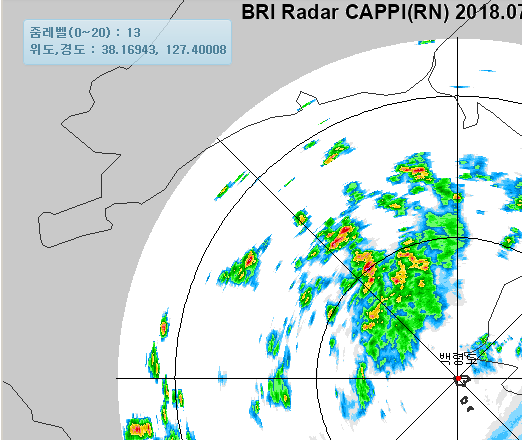 BRI Radar CAPPI(RN) 2018.07
줌레벨(0~20) : 13
위도,경도 : 38.16943, 127.40008
백령도